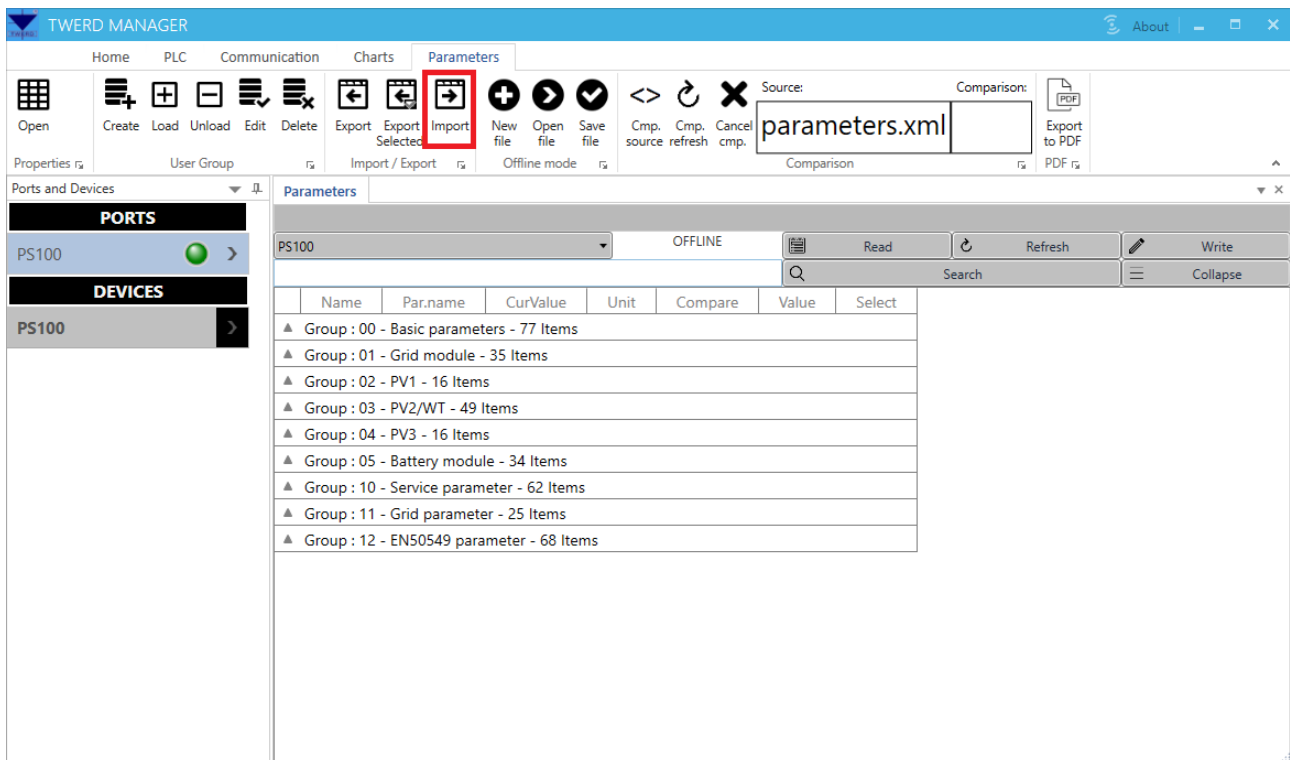 TWERD MANAGER
About
Home PLC Communication Charts Parameters
Open
Create Load Unload Edit Delete
Export Export Selected Import
New file Open file Save file
Cmp. source Cmp. refresh Cancel cmp.
Source: Comparison:
parameters.xml
PDF
Export to PDF
Properties User Group Import / Export Offline mode Comparison PDF
Ports and Devices
PORTS
PS100
DEVICES
PS100
Parameters
PS100 OFFLINE Read Refresh Write
Search Collapse
Name Par.name CurValue Unit Compare Value Select
Group : 00 - Basic parameters - 77 Items
Group : 01 - Grid module - 35 Items
Group : 02 - PV1 - 16 Items
Group : 03 - PV2/WT - 49 Items
Group : 04 - PV3 - 16 Items
Group : 05 - Battery module - 34 Items
Group : 10 - Service parameter - 62 Items
Group : 11 - Grid parameter - 25 Items
Group : 12 - EN50549 parameter - 68 Items